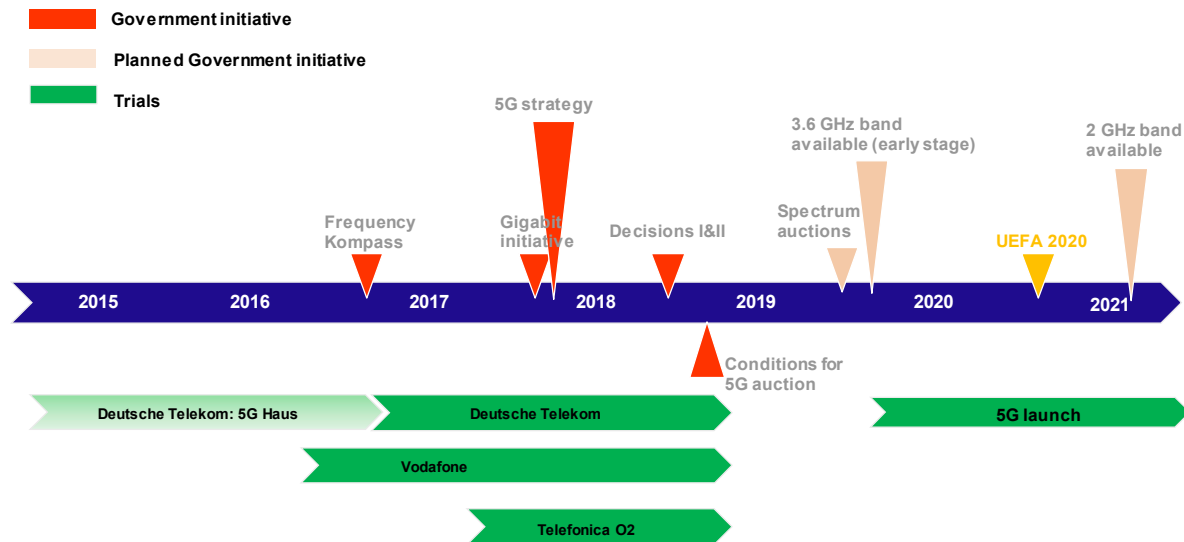 Government initiative
Planned Government initiative
Trials
5G strategy
3.6 GHz band
available (early stage)
2 GHz band
available
Frequency
Kompass
Gigabit
initiative
Decisions I&II
Spectrum
auctions
UEFA 2020
2015
2016
2017
2018
2019
2020
2021
Conditions for
5G auction
Deutsche Telekom: 5G Haus
Deutsche Telekom
5G launch
Vodafone
Telefonica O2